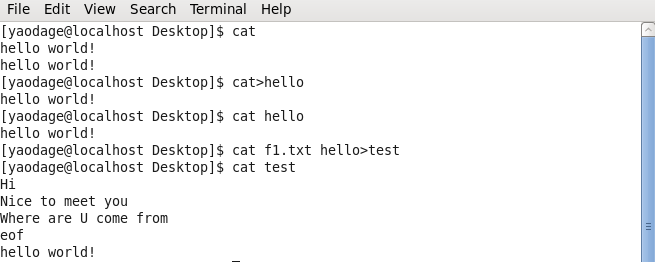 File Edit View Search Terminal Help
[yaodage@localhost Desktop]$ cat
hello world!
hello world!
[yaodage@localhost Desktop]$ cat>hello
hello world!
[yaodage@localhost Desktop]$ cat hello
hello world!
[yaodage@localhost Desktop]$ cat f1.txt hello>test
[yaodage@localhost Desktop]$ cat test
Hi
Nice to meet you
Where are U come from
eof
hello world!